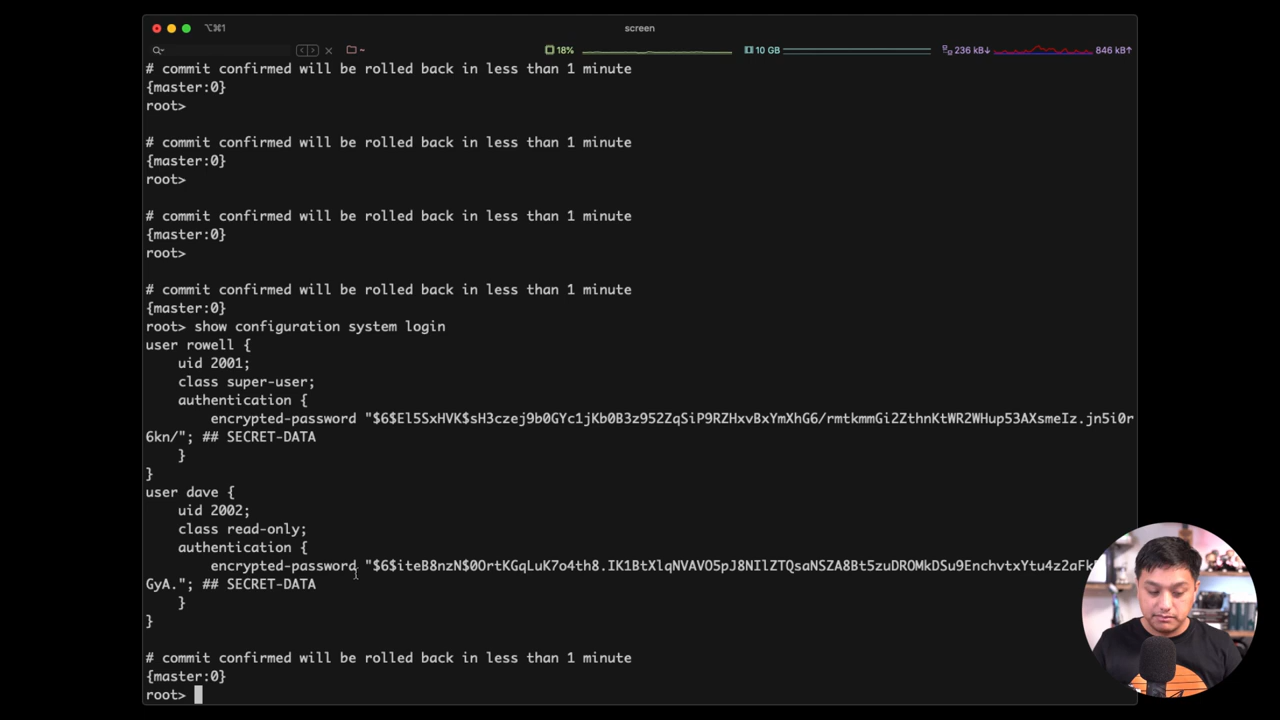 ⌥⌘1
screen
18%
10 GB
236 kB↓
846 kB↑
# commit confirmed will be rolled back in less than 1 minute
{master:0}
root>
# commit confirmed will be rolled back in less than 1 minute
{master:0}
root>
# commit confirmed will be rolled back in less than 1 minute
{master:0}
root>
# commit confirmed will be rolled back in less than 1 minute
{master:0}
root> show configuration system login
user rowell {
    uid 2001;
    class super-user;
    authentication {
        encrypted-password "$6$El5SxHVK$sH3czej9b0GYc1jKb0B3z952ZqSiP9RZHxvBxYmXhG6/rmtkmmGi2ZthnKtWR2WHup53AXsmeIz.jn5i0r
6kn/"; ## SECRET-DATA
    }
}
user dave {
    uid 2002;
    class read-only;
    authentication {
        encrypted-password "$6$iteB8nzN$0OrtKGqLuK7o4th8.IK1BtXlqNVAVO5pJ8NIlZTQsaNSZA8Bt5zuDROMkDSu9EnchvtxYtu4z2aFk
GyA."; ## SECRET-DATA
    }
}
# commit confirmed will be rolled back in less than 1 minute
{master:0}
root>